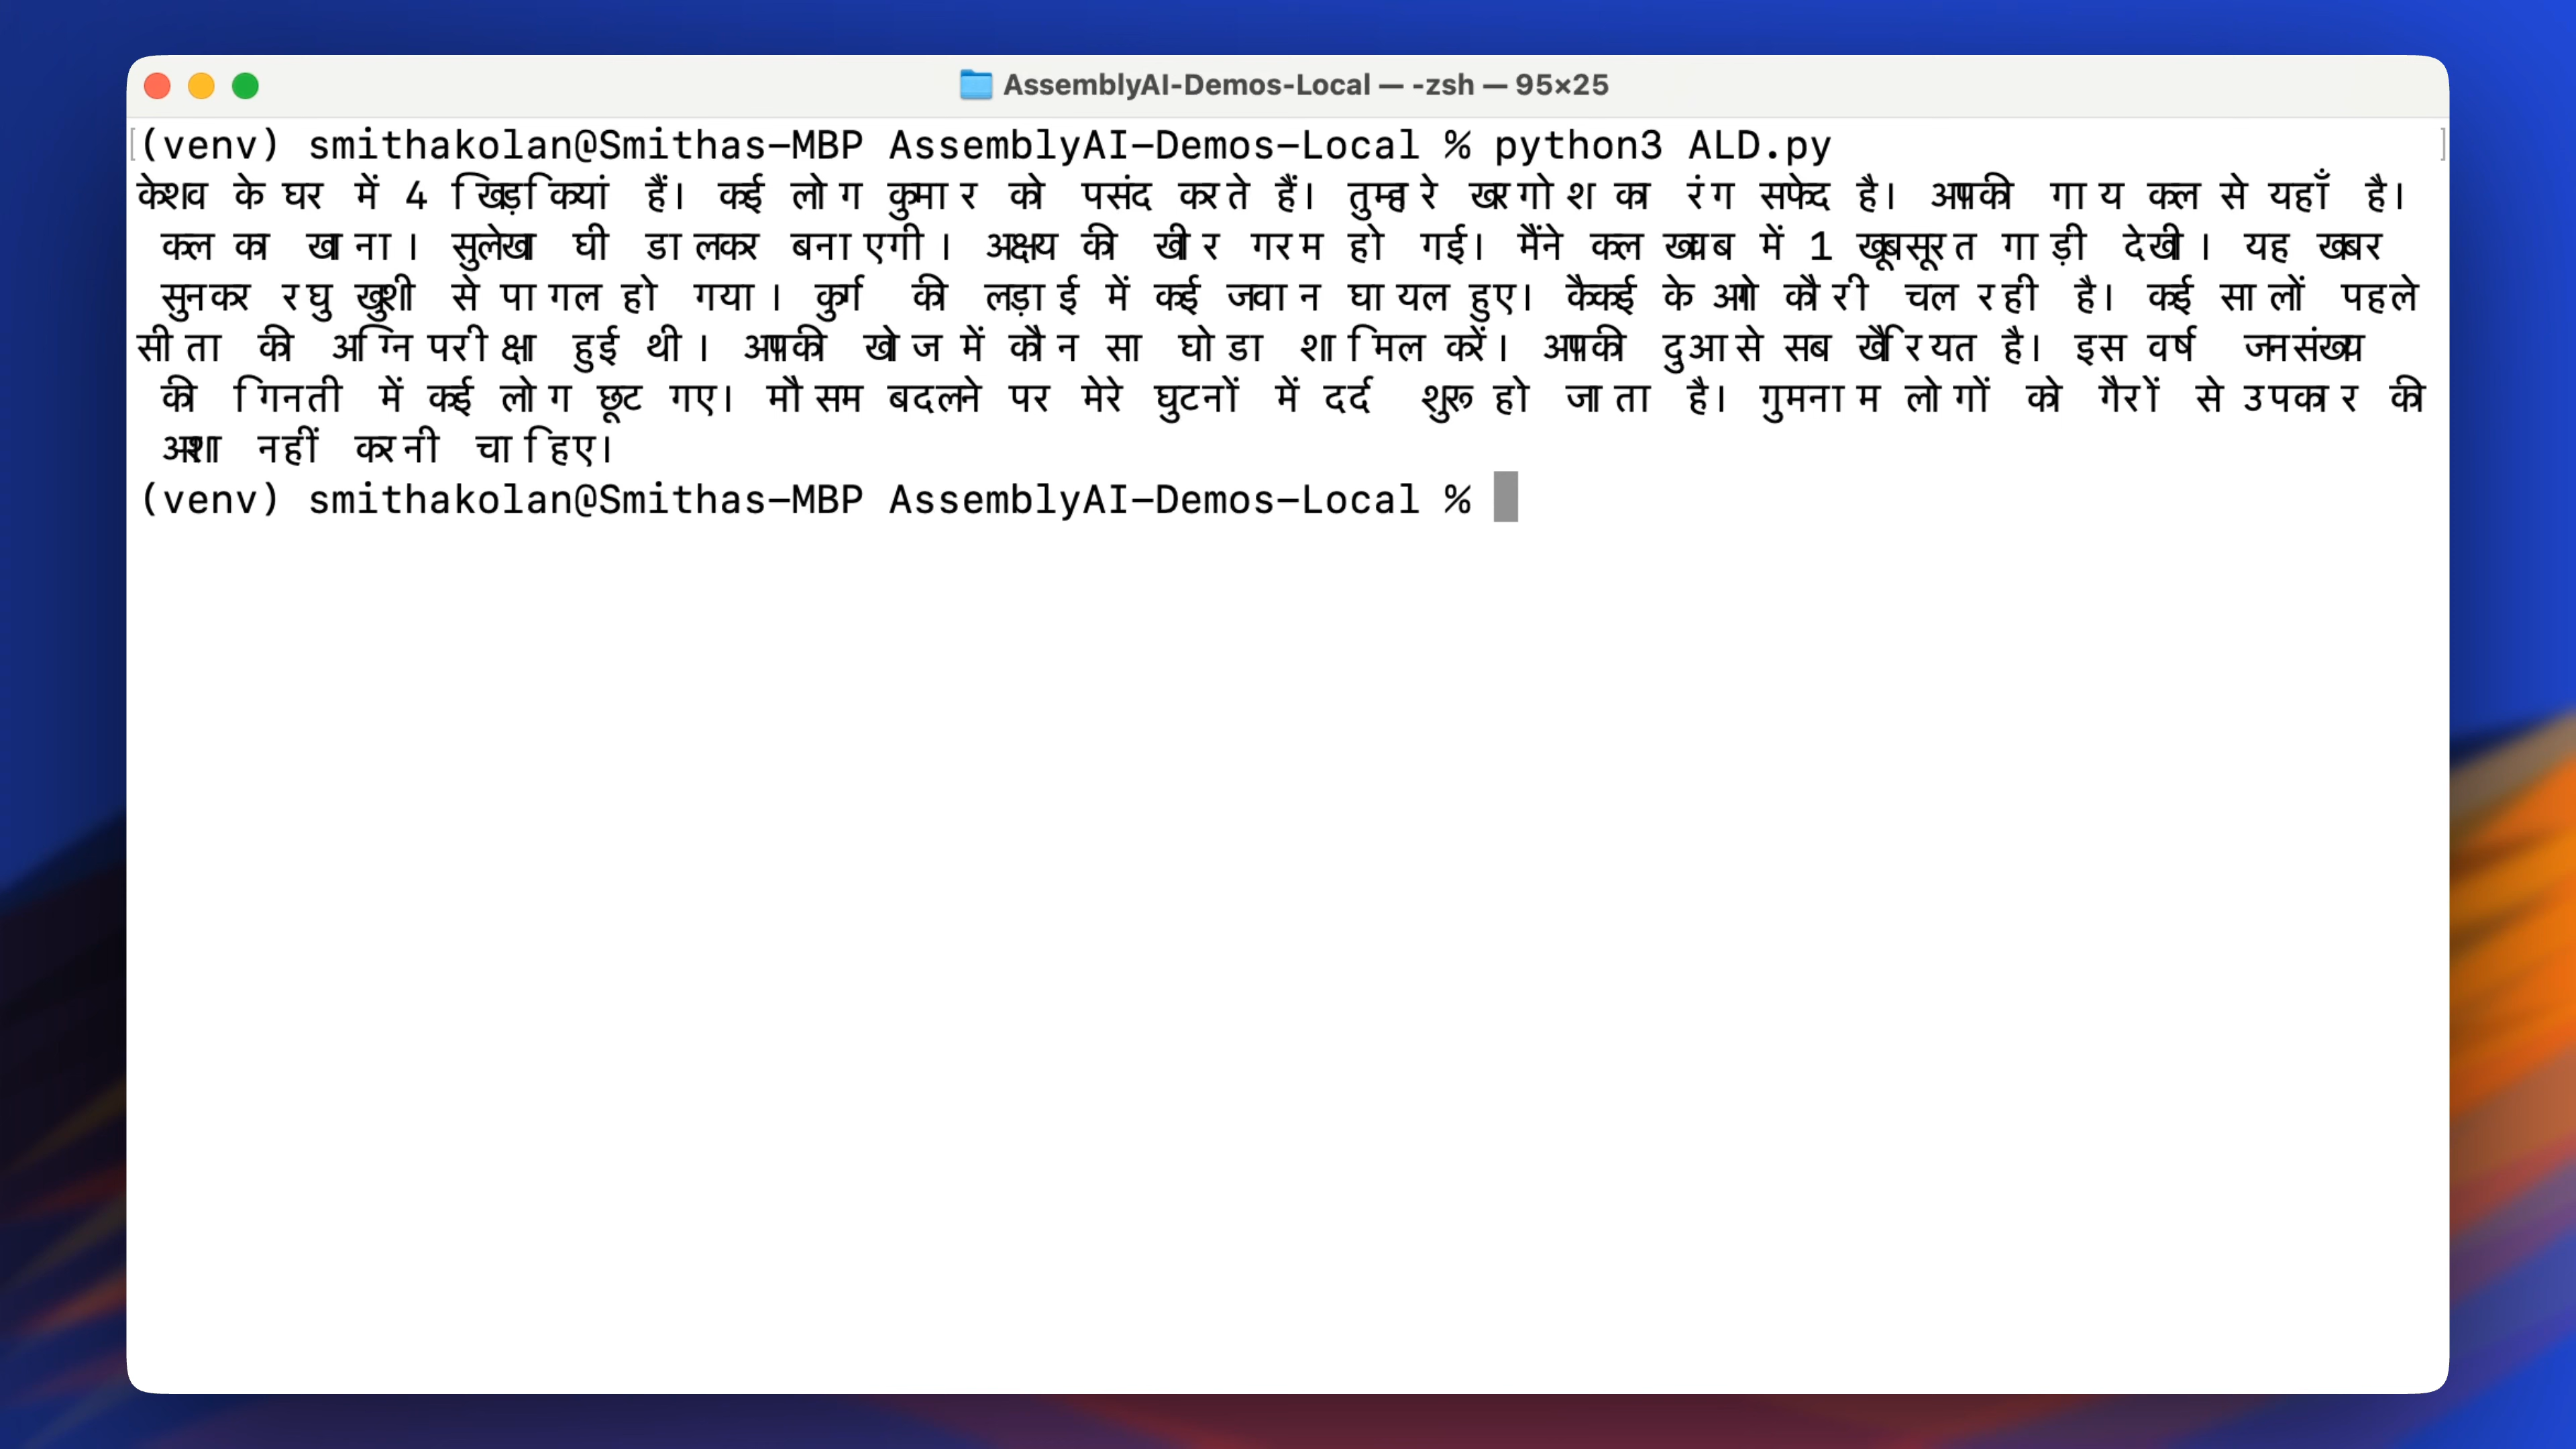 AssemblyAI-Demos-Local — -zsh — 95×25
(venv) smithakolan@Smithas-MBP AssemblyAI-Demos-Local % python3 ALD.py
केशव के घर में 4 खिड़कियां हैं। कई लोग कुमार को पसंद करते हैं। तुम्हारे खरगोश का रंग सफेद है। आपकी गाय कल से यहाँ है।
कल का खाना। सुलेखा घी डालकर बनाएगी। अक्षय की खीर गरम हो गई। मैंने कल ख्वाब में 1 खूबसूरत गाड़ी देखी। यह खबर
सुनकर रघु खुशी से पागल हो गया। कुर्ग की लड़ाई में कई जवान घायल हुए। कैकई के आगे कौरी चल रही है। कई सालों पहले
सीता की अग्नि परीक्षा हुई थी। आपकी खोज में कौन सा घोडा शामिल करें। आपकी दुआ से सब खैरियत है। इस वर्ष जनसंख्या
की गिनती में कई लोग छूट गए। मौसम बदलने पर मेरे घुटनों में दर्द शुरू हो जाता है। गुमनाम लोगों को गैरों से उपकार की
आशा नहीं करनी चाहिए।
(venv) smithakolan@Smithas-MBP AssemblyAI-Demos-Local %